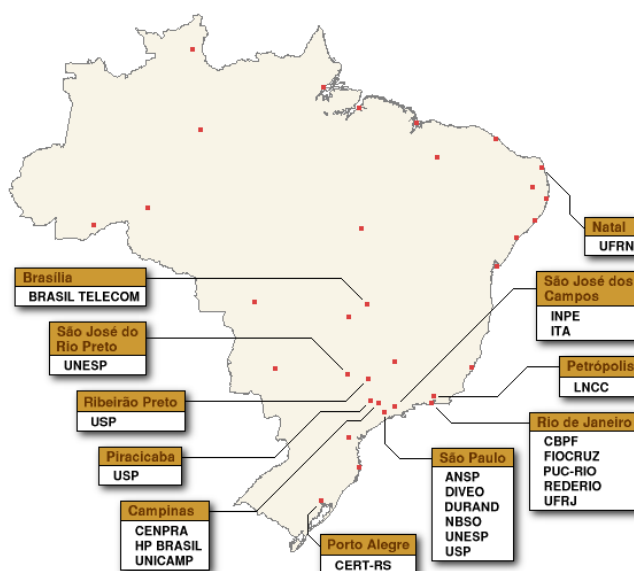 Natal
UFRN
Brasília
BRASIL TELECOM
São José dos
Campos
INPE
ITA
São José do
Rio Preto
UNESP
Petrópolis
LNCC
Ribeirão Preto
USP
Rio de Janeiro
CBPF
FIOCRUZ
PUC-RIO
REDERIO
UFRJ
Piracicaba
USP
São Paulo
ANSP
DIVEO
DURAND
NBSO
UNESP
USP
Campinas
CENPRA
HP BRASIL
UNICAMP
Porto Alegre
CERT-RS